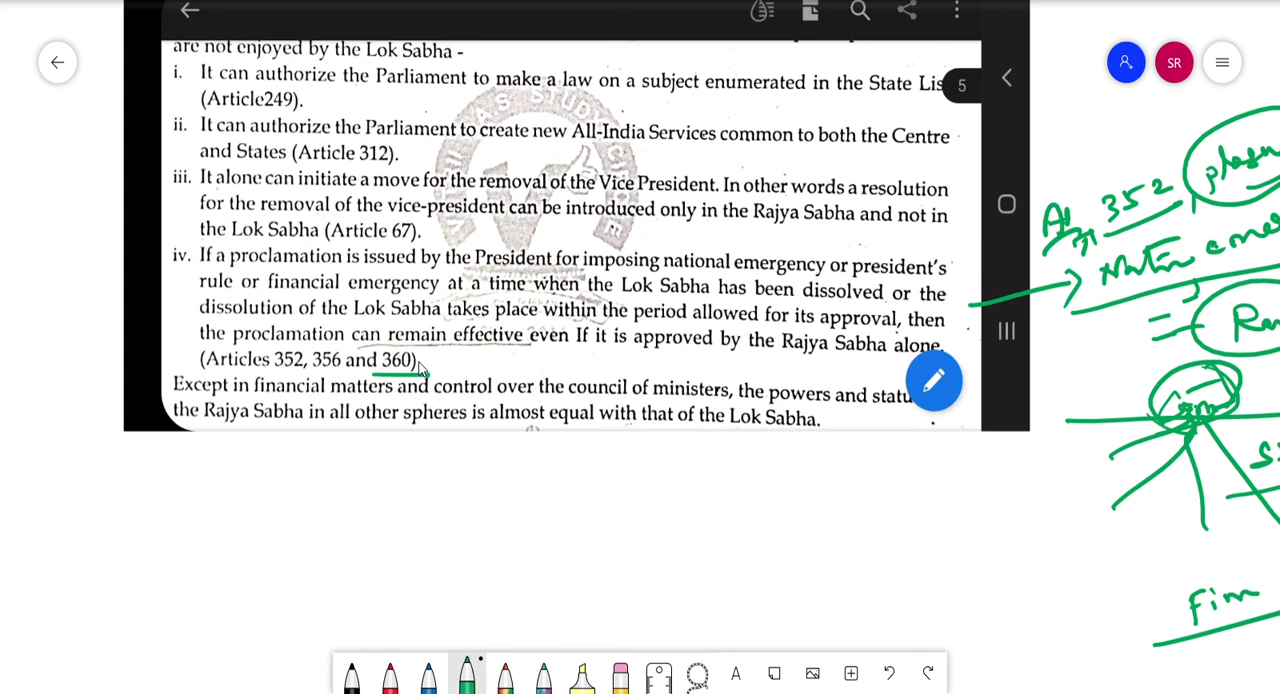 are not enjoyed by the Lok Sabha -
i. It can authorize the Parliament to make a law on a subject enumerated in the State Lis
(Article249).
ii. It can authorize the Parliament to create new All-India Services common to both the Centre
and States (Article 312).
iii. It alone can initiate a move for the removal of the Vice President. In other words a resolution
for the removal of the vice-president can be introduced only in the Rajya Sabha and not in
the Lok Sabha (Article 67).
iv. If a proclamation is issued by the President for imposing national emergency or president's
rule or financial emergency at a time when the Lok Sabha has been dissolved or the
dissolution of the Lok Sabha takes place within the period allowed for its approval, then
the proclamation can remain effective even If it is approved by the Rajya Sabha alone.
(Articles 352, 356 and 360).
Except in financial matters and control over the council of ministers, the powers and statu
the Rajya Sabha in all other spheres is almost equal with that of the Lok Sabha.
5
SR
352
Fin
A